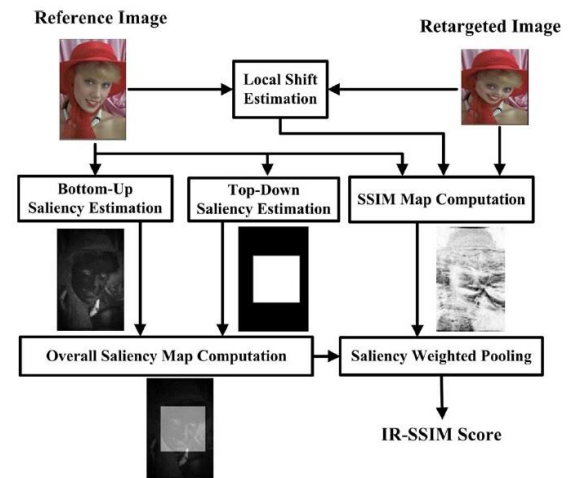 Reference Image
Retargeted Image
Local Shift
Estimation
Bottom-Up
Saliency Estimation
Top-Down
Saliency Estimation
SSIM Map Computation
Overall Saliency Map Computation
Saliency Weighted Pooling
IR-SSIM Score